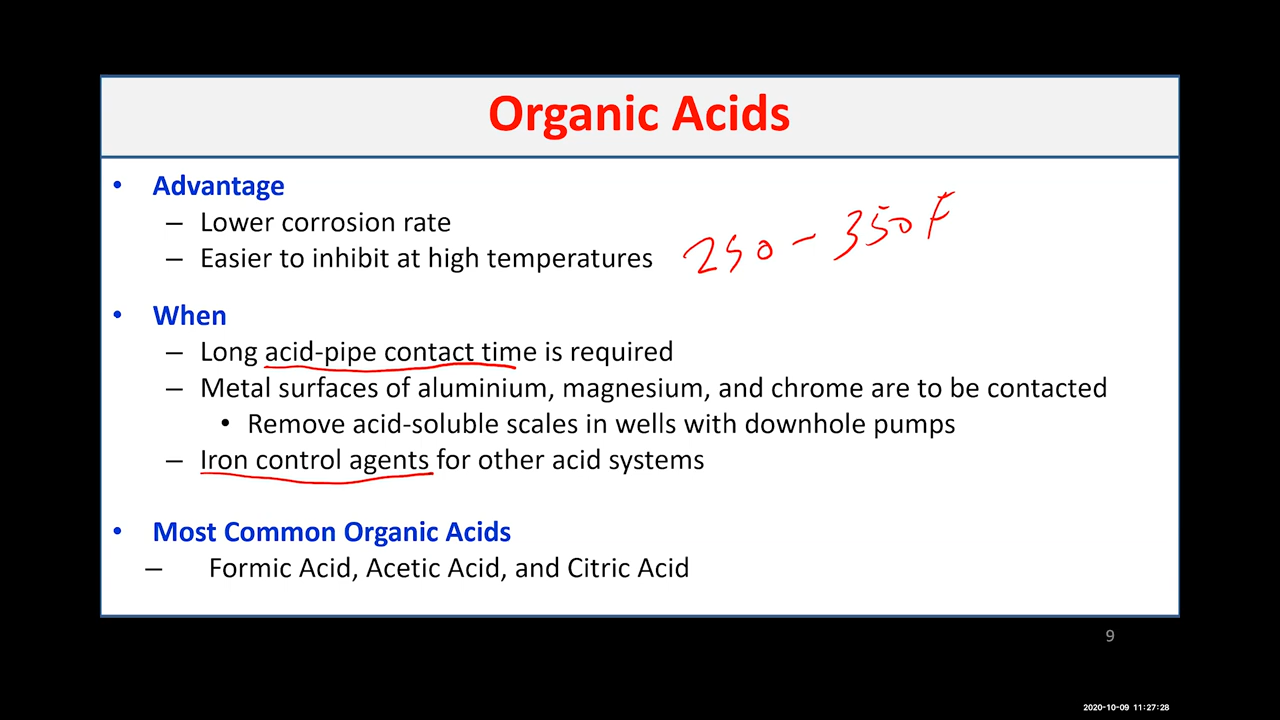 Organic Acids
• Advantage
– Lower corrosion rate
– Easier to inhibit at high temperatures
250 – 350 F
• When
– Long acid-pipe contact time is required
– Metal surfaces of aluminium, magnesium, and chrome are to be contacted
• Remove acid-soluble scales in wells with downhole pumps
– Iron control agents for other acid systems
• Most Common Organic Acids
– Formic Acid, Acetic Acid, and Citric Acid
9
2020-10-09 11:27:28